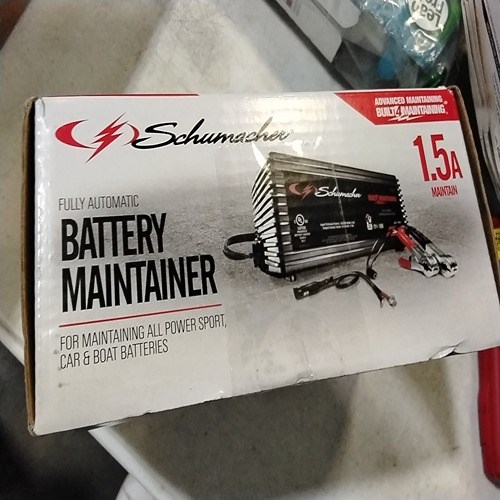 Schumacher
ADVANCED MAINTAINING
BUILT MAINTAINING
1.5A
MAINTAIN
FULLY AUTOMATIC
BATTERY
MAINTAINER
FOR MAINTAINING ALL POWER SPORT,
CAR & BOAT BATTERIES
Schumacher